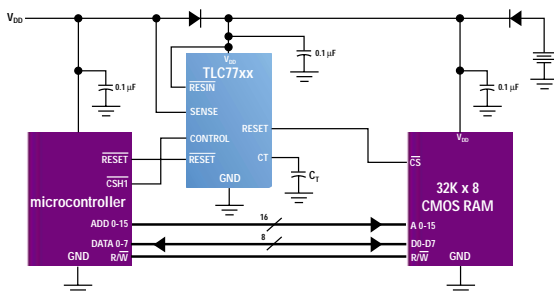 VDD
0.1 µF
0.1 µF
0.1 µF
VDD
TLC77xx
RESIN
SENSE
CONTROL
RESET
RESET
CT
GND
CT
RESET
CSH1
microcontroller
ADD 0-15
DATA 0-7
GND
R/W
16
8
VDD
CS
32K x 8
CMOS RAM
A 0-15
D0-D7
GND
R/W